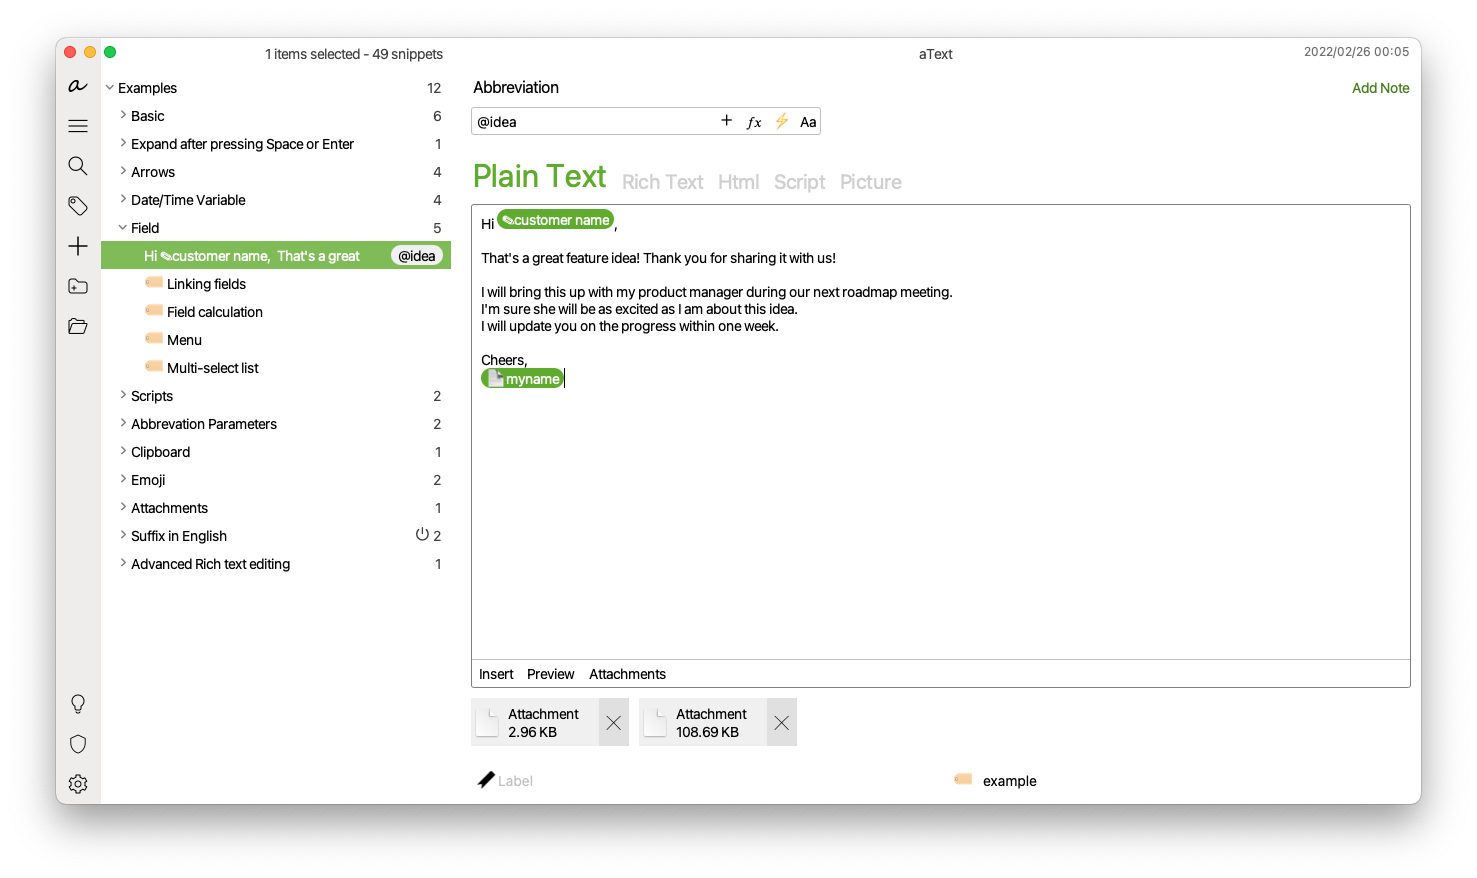 1 items selected - 49 snippets
aText
2022/02/26 00:05
a
Examples 12
Basic 6
Expand after pressing Space or Enter 1
Arrows 4
Date/Time Variable 4
Field 5
Hi ✎customer name,  That's a great @idea
Linking fields
Field calculation
Menu
Multi-select list
Scripts 2
Abbrevation Parameters 2
Clipboard 1
Emoji 2
Attachments 1
Suffix in English 2
Advanced Rich text editing 1
Abbreviation
Add Note
@idea + fx ⚡ Aa
Plain Text Rich Text Html Script Picture
Hi ✎customer name,
That's a great feature idea! Thank you for sharing it with us!
I will bring this up with my product manager during our next roadmap meeting.
I'm sure she will be as excited as I am about this idea.
I will update you on the progress within one week.
Cheers,
myname
Insert Preview Attachments
Attachment
2.96 KB
Attachment
108.69 KB
Label
example